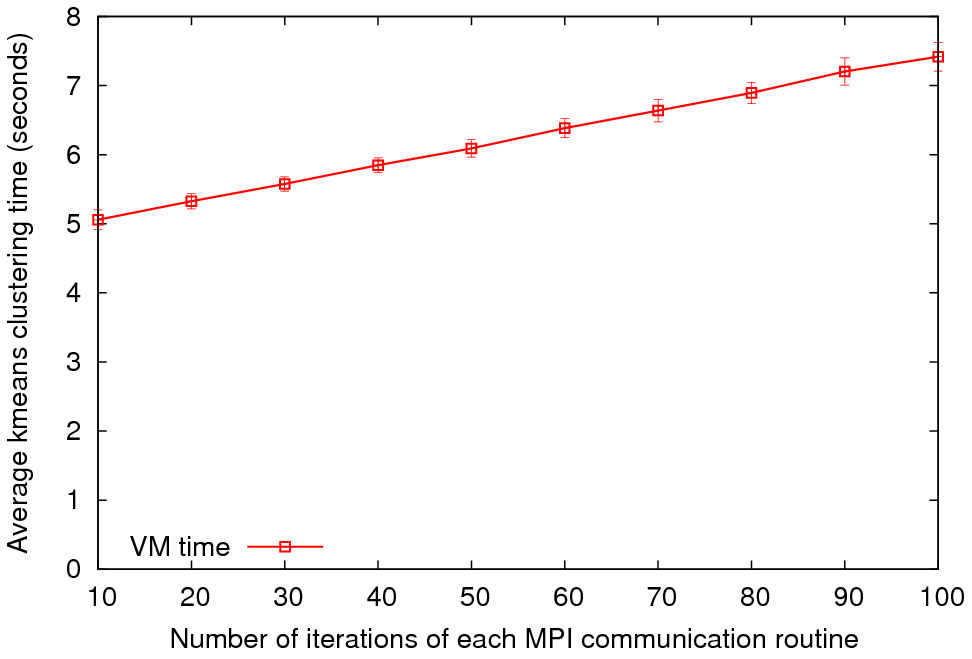 Average kmeans clustering time (seconds)
8
7
6
5
4
3
2
1
0
VM time
10 20 30 40 50 60 70 80 90 100
Number of iterations of each MPI communication routine